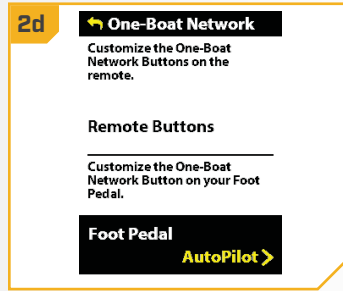 2d
One-Boat Network
Customize the One-Boat
Network Buttons on the
remote.
Remote Buttons
Customize the One-Boat
Network Button on your Foot
Pedal.
Foot Pedal
AutoPilot >